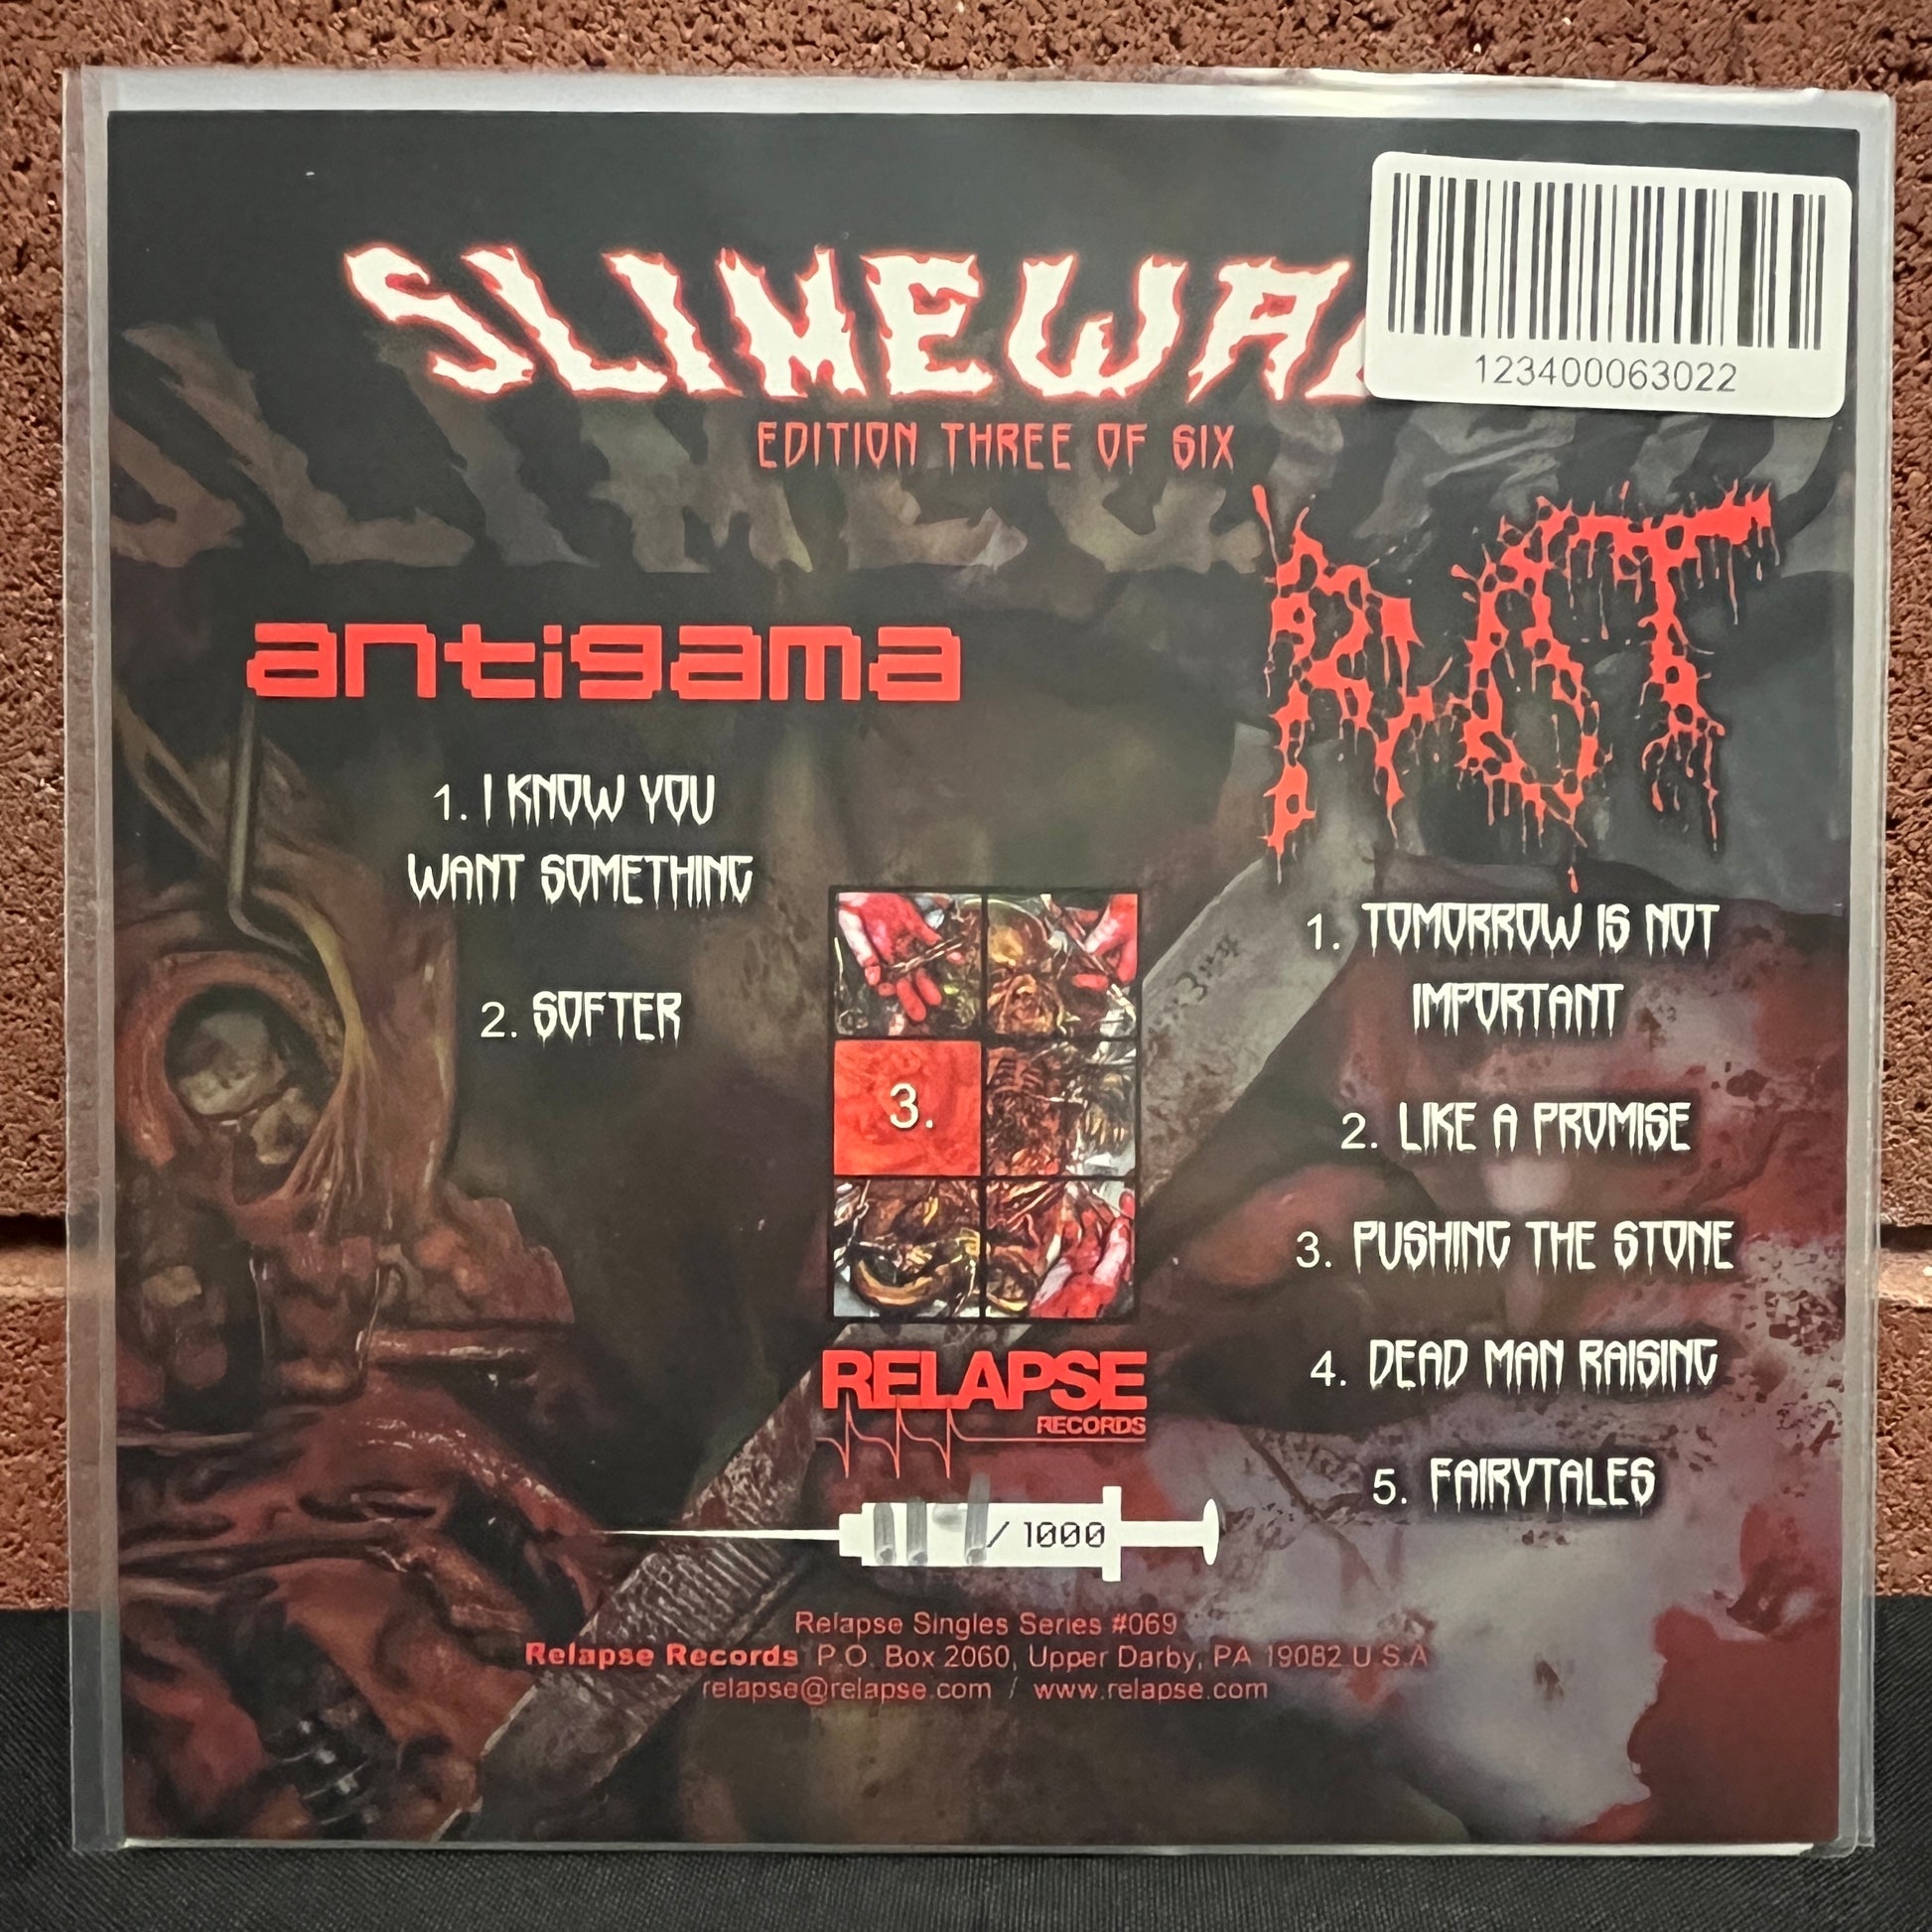 123400063022
EDITION THREE OF SIX
antigama
ROT
1. I KNOW YOU
WANT SOMETHING
2. SOFTER
1. TOMORROW IS NOT
IMPORTANT
2. LIKE A PROMISE
3. PUSHING THE STONE
4. DEAD MAN RAISING
5. FAIRYTALES
3.
RELAPSE
RECORDS
/ 1000
Relapse Singles Series #069
Relapse Records P.O. Box 2060, Upper Darby, PA 19082 U.S.A
relapse@relapse.com / www.relapse.com